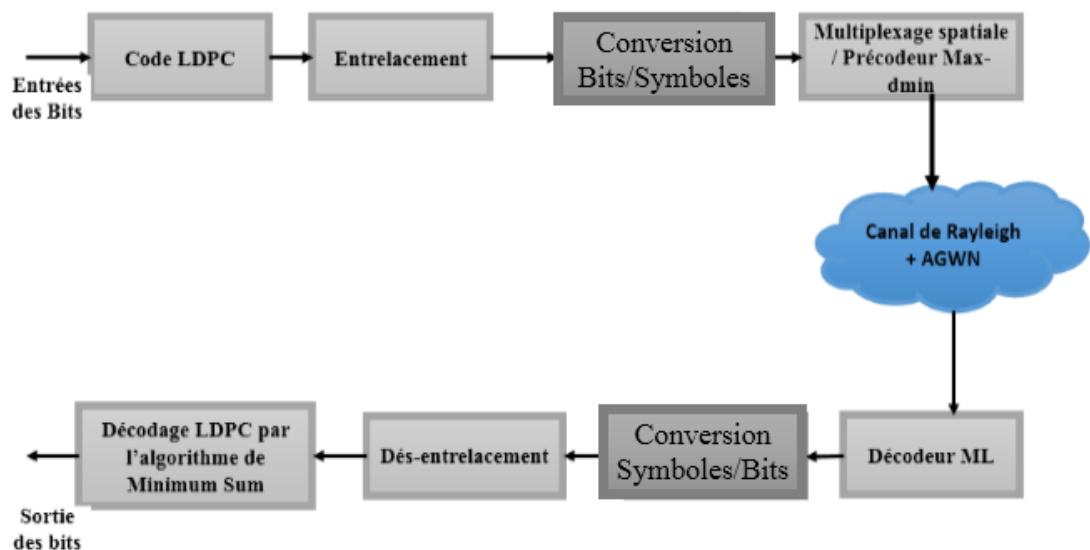 Entrées
des Bits
Code LDPC
Entrelacement
Conversion
Bits/Symboles
Multiplexage spatiale
/ Précodeur Max-
dmin
Canal de Rayleigh
+ AGWN
Décodeur ML
Conversion
Symboles/Bits
Dés-entrelacement
Décodage LDPC par
l'algorithme de
Minimum Sum
Sortie
des bits